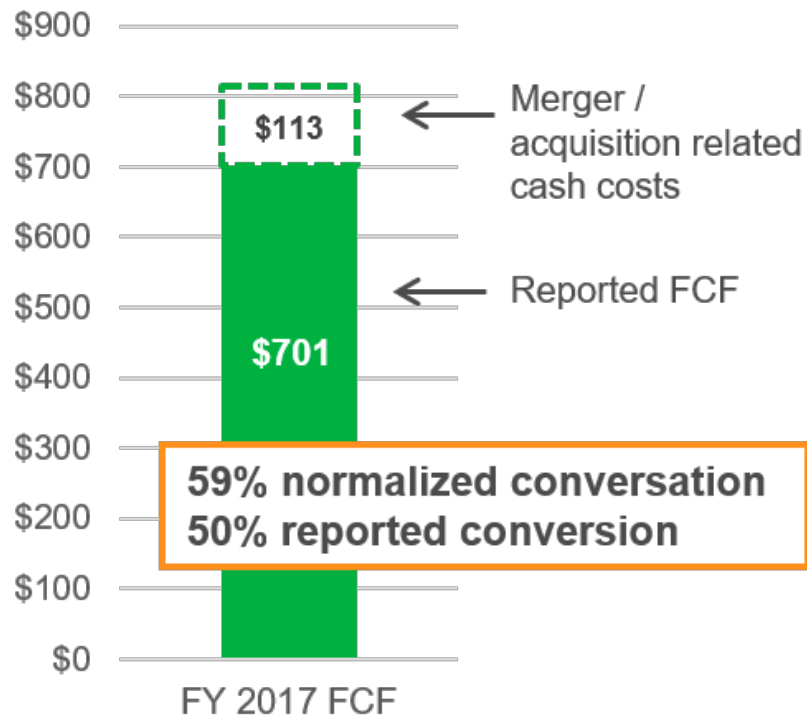 $900
$800
$700
$600
$500
$400
$300
$200
$100
$0
$113
$701
Merger /
acquisition related
cash costs
Reported FCF
59% normalized conversation
50% reported conversion
FY 2017 FCF